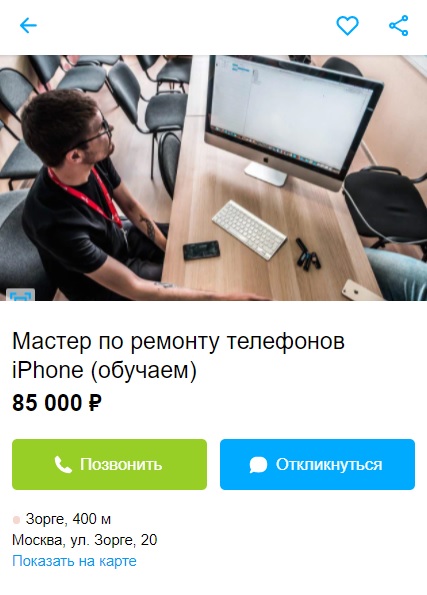 Мастер по ремонту телефонов
iPhone (обучаем)
85 000 ₽
Позвонить
Откликнуться
Зорге, 400 м
Москва, ул. Зорге, 20
Показать на карте